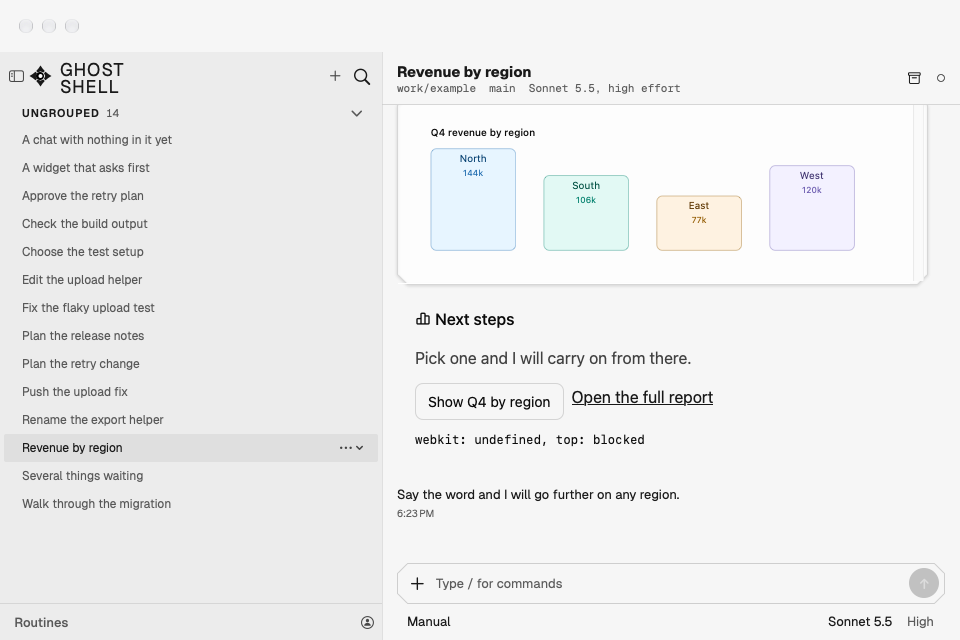 GHOST
SHELL
UNGROUPED 14
A chat with nothing in it yet
A widget that asks first
Approve the retry plan
Check the build output
Choose the test setup
Edit the upload helper
Fix the flaky upload test
Plan the release notes
Plan the retry change
Push the upload fix
Rename the export helper
Revenue by region
Several things waiting
Walk through the migration
Routines
Revenue by region
work/example main Sonnet 5.5, high effort
Q4 revenue by region
North
144k
South
106k
East
77k
West
120k
Next steps
Pick one and I will carry on from there.
Show Q4 by region
Open the full report
webkit: undefined, top: blocked
Say the word and I will go further on any region.
6:23 PM
Type / for commands
Manual
Sonnet 5.5 High